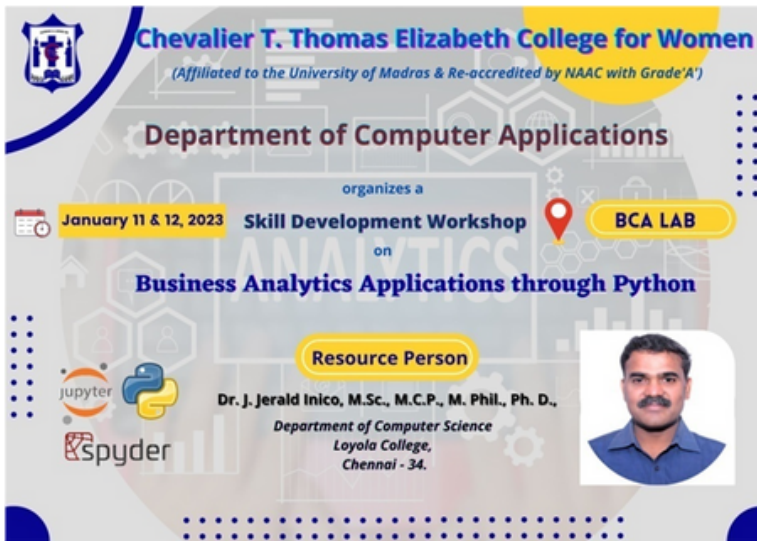 Chevalier T. Thomas Elizabeth College for Women
(Affiliated to the University of Madras & Re-accredited by NAAC with Grade'A')
Department of Computer Applications
organizes a
January 11 & 12, 2023
Skill Development Workshop
BCA LAB
on
ANALYTICS
Business Analytics Applications through Python
Resource Person
jupyter
spyder
Dr. J. Jerald Inico, M.Sc., M.C.P., M. Phil., Ph. D.,
Department of Computer Science
Loyola College,
Chennai - 34.